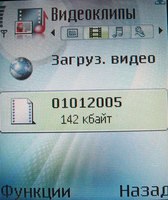 Видеоклипы
Загруз. видео
01012005
142 кбайт
Функции Назад